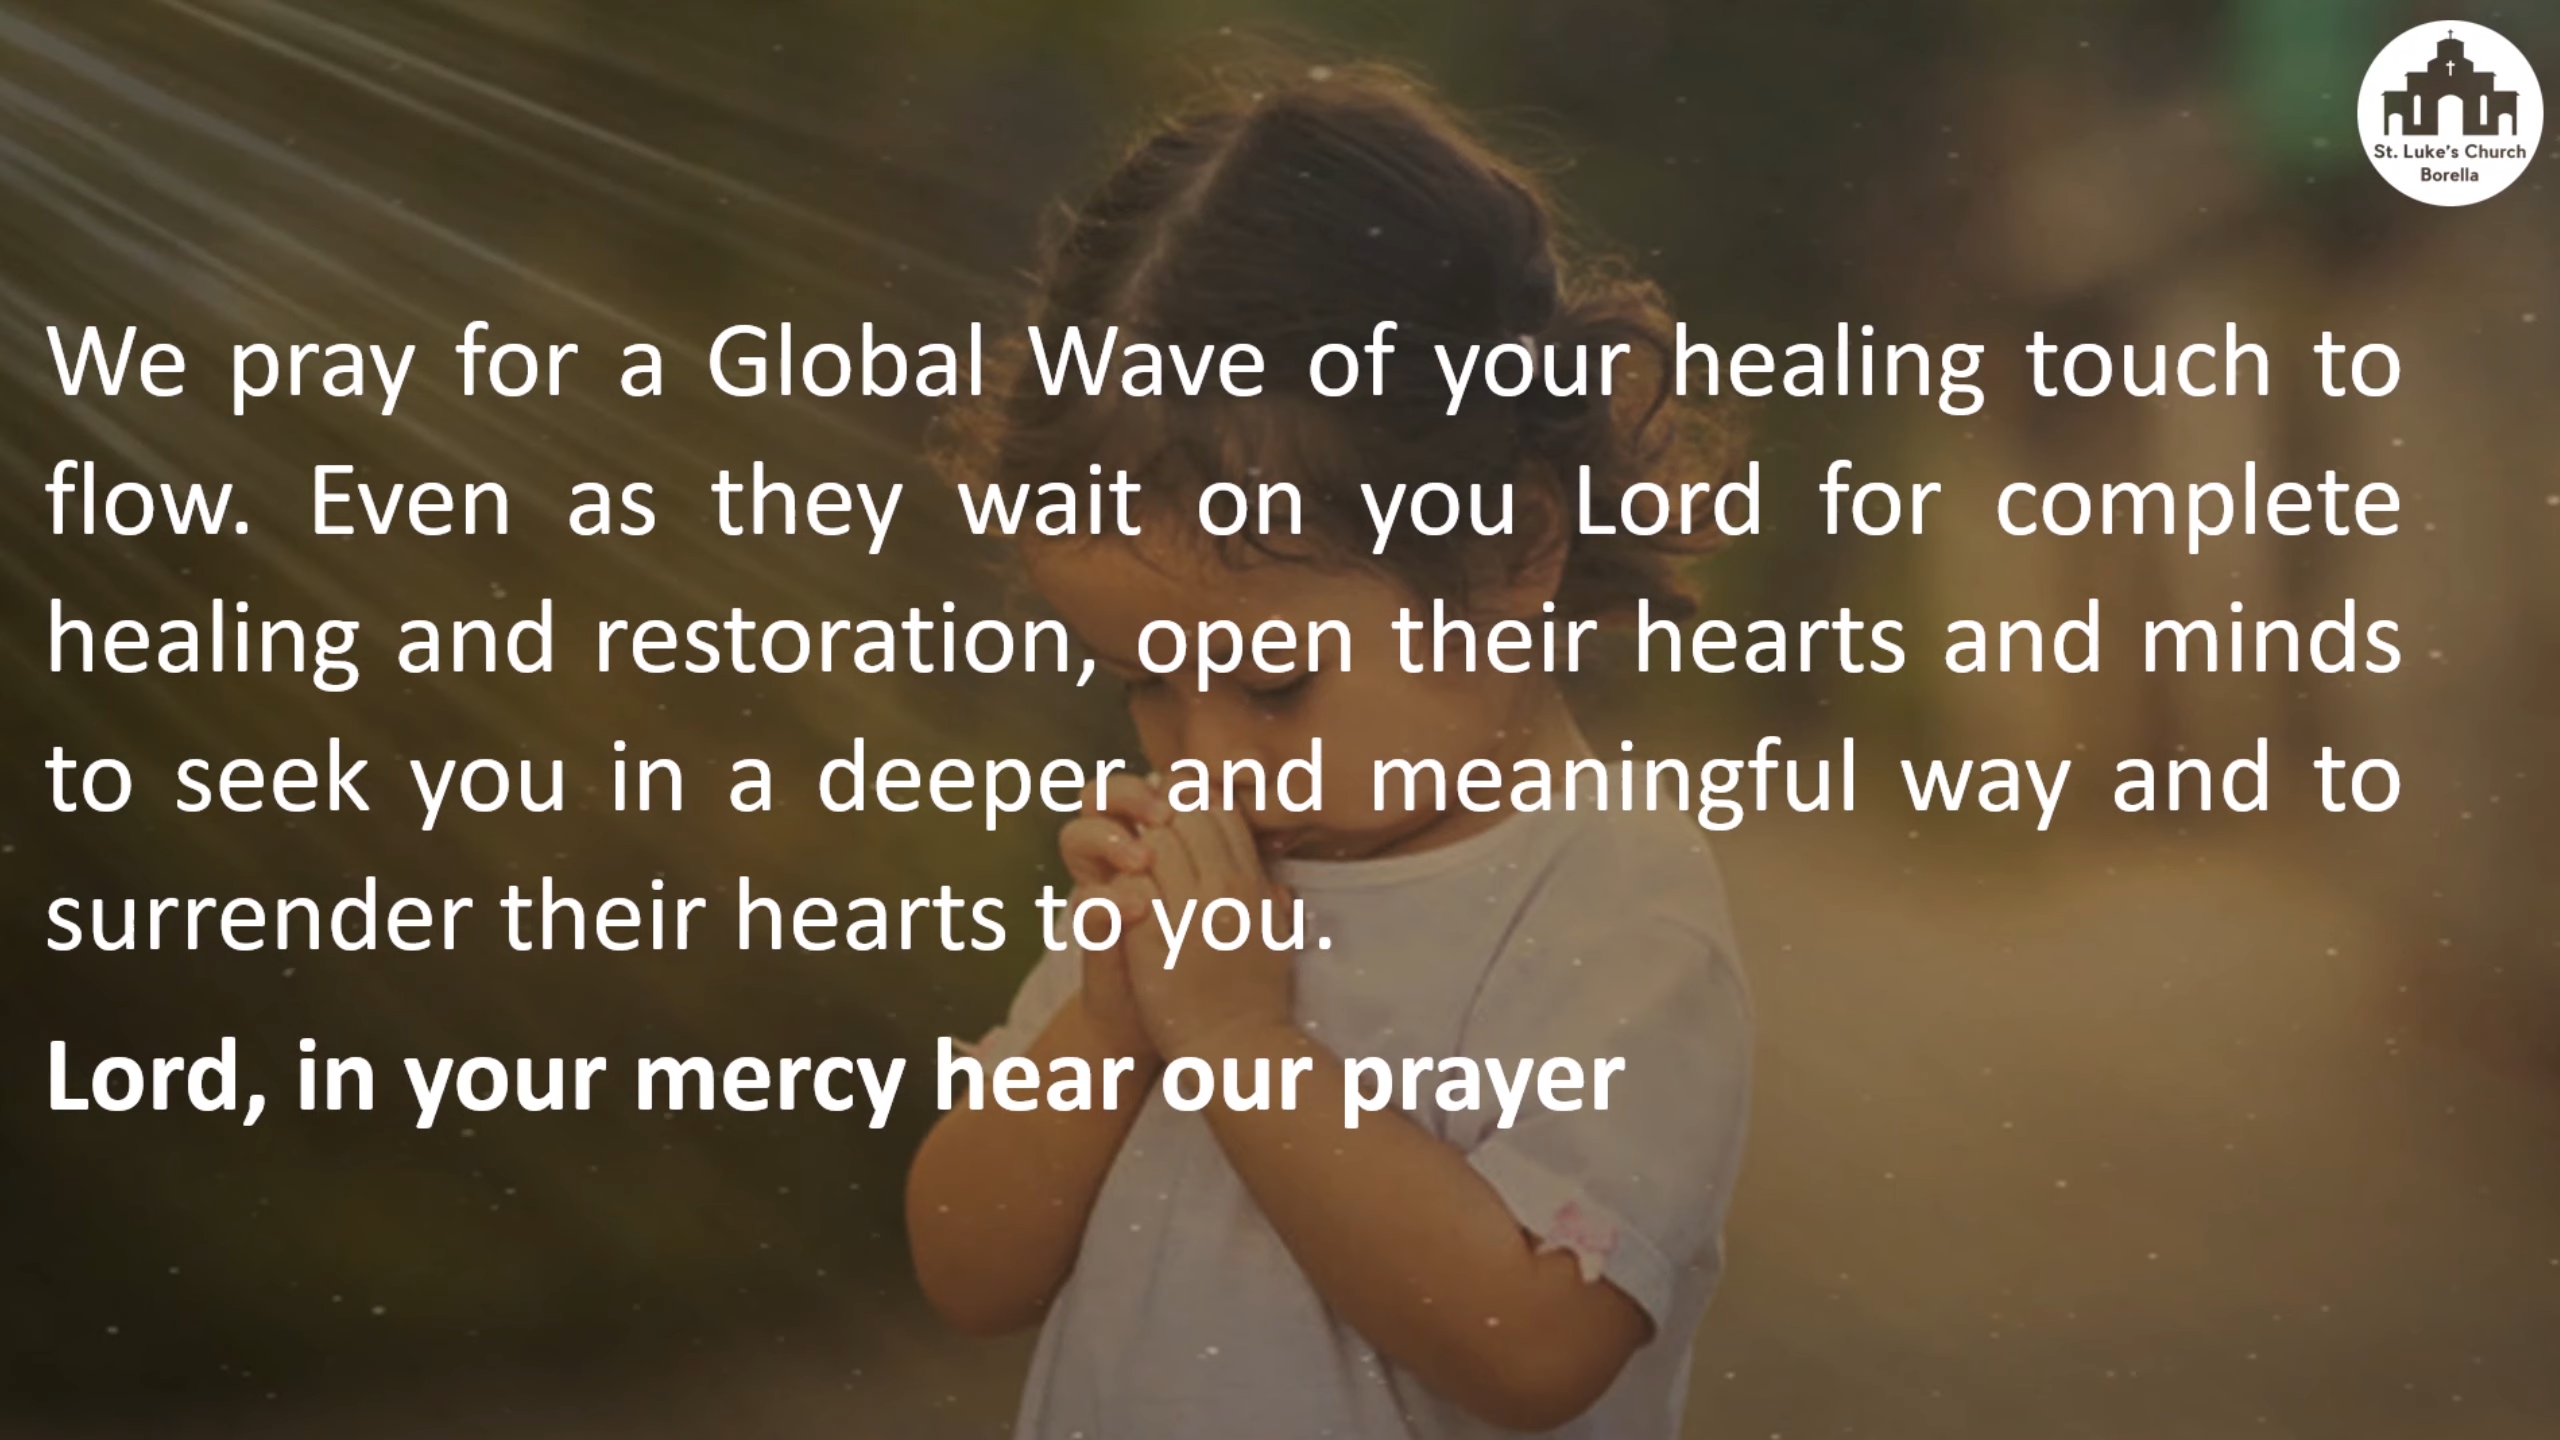 St. Luke's Church
Borella
We pray for a Global Wave of your healing touch to
flow. Even as they wait on you Lord for complete
healing and restoration, open their hearts and minds
to seek you in a deeper and meaningful way and to
surrender their hearts to you.
Lord, in your mercy hear our prayer